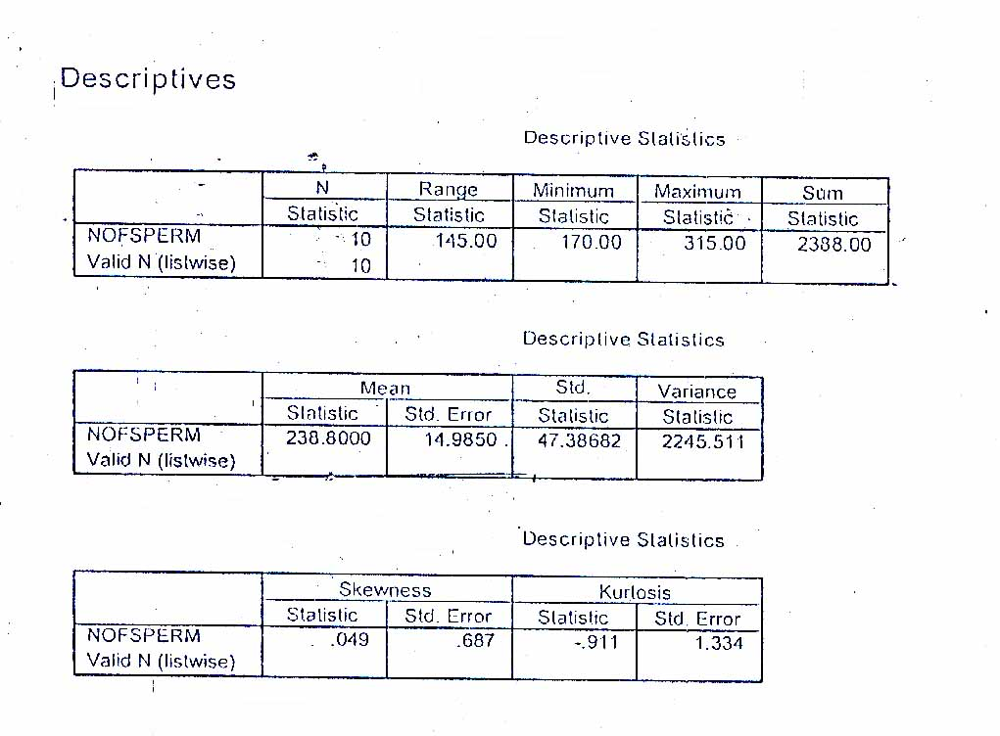 Descriptives
Descriptive Statistics
N Range Minimum Maximum Sum
Statistic Statistic Statistic Statistic Statistic
NOFSPERM 10 145.00 170.00 315.00 2388.00
Valid N (listwise) 10
Descriptive Statistics
Mean Std. Variance
Statistic Std. Error Statistic Statistic
NOFSPERM 238.8000 14.9850 47.38682 2245.511
Valid N (listwise)
Descriptive Statistics
Skewness Kurtosis
Statistic Std. Error Statistic Std. Error
NOFSPERM .049 .687 -.911 1.334
Valid N (listwise)